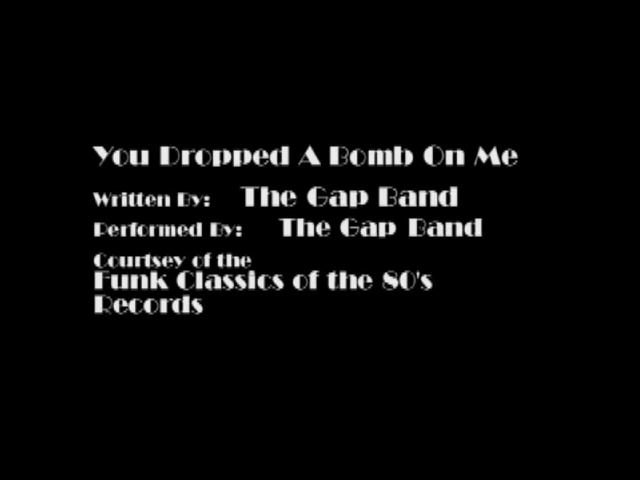 You Dropped A Bomb On Me
Written By: The Gap Band
Performed By: The Gap Band
Courtsey of the
Funk Classics of the 80's
Records